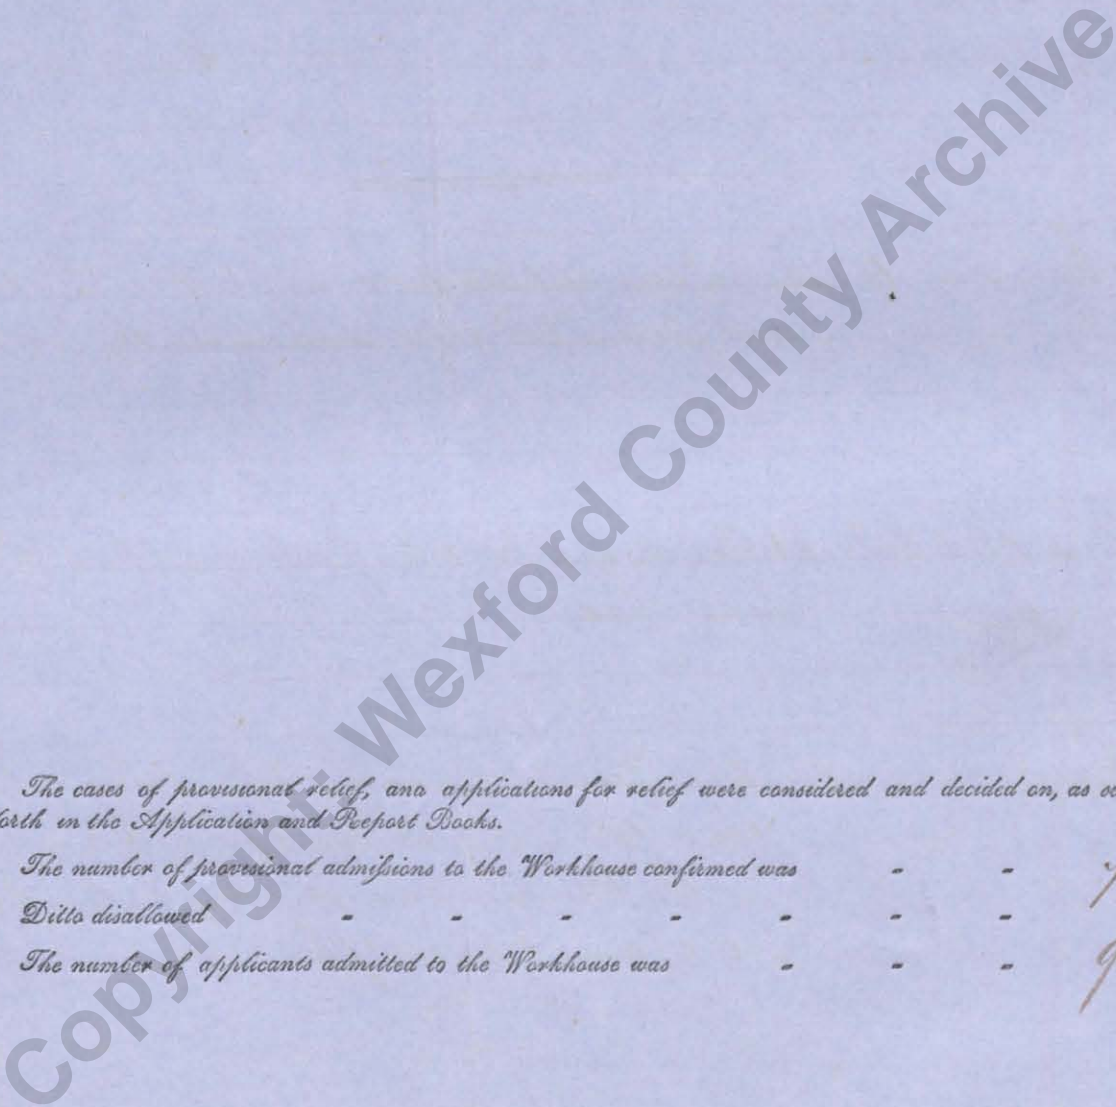 The cases of provisional relief, and applications for relief were considered and decided on, as
forth in the Application and Report Books.
The number of provisional admissions to the Workhouse confirmed was - -
Ditto disallowed - - - - - - -
The number of applicants admitted to the Workhouse was - - - 9
Copyright: Wexford County Archive